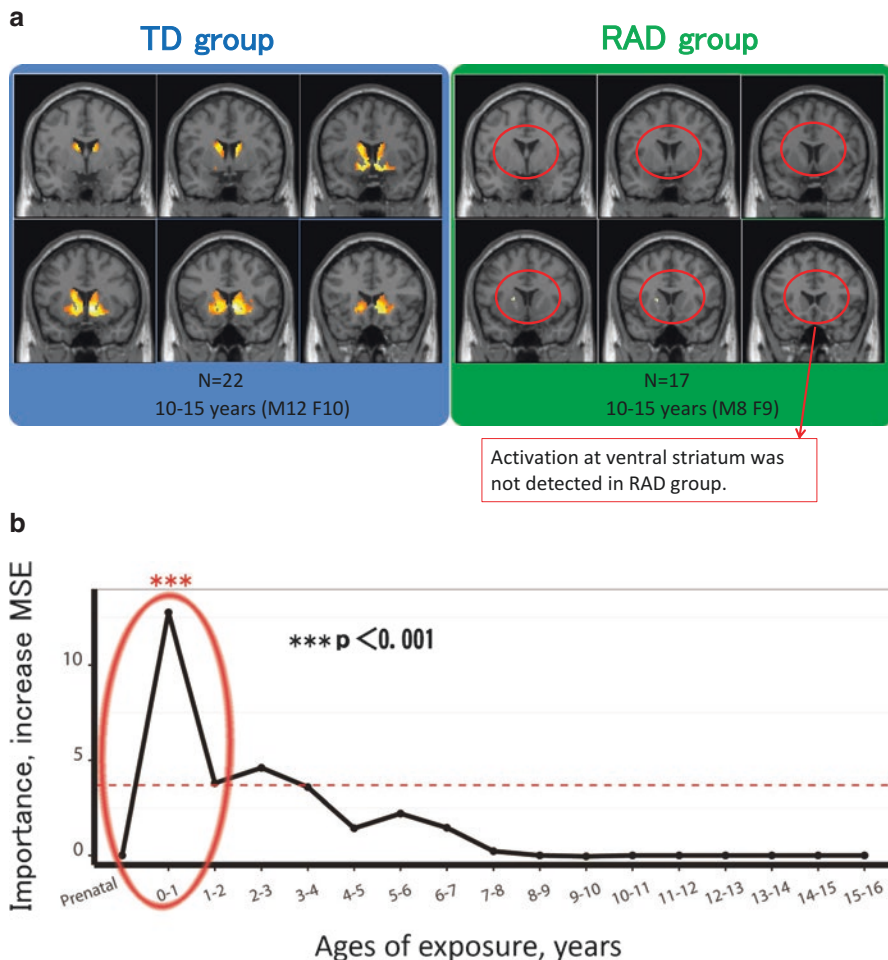 a
TD group
RAD group
N=22
10-15 years (M12 F10)
N=17
10-15 years (M8 F9)
Activation at ventral striatum was
not detected in RAD group.
b
Importance, increase MSE
***
***p<0.001
10
5
0
Prenatal 0-1 1-2 2-3 3-4 4-5 5-6 6-7 7-8 8-9 9-10 10-11 11-12 12-13 13-14 14-15 15-16
Ages of exposure, years